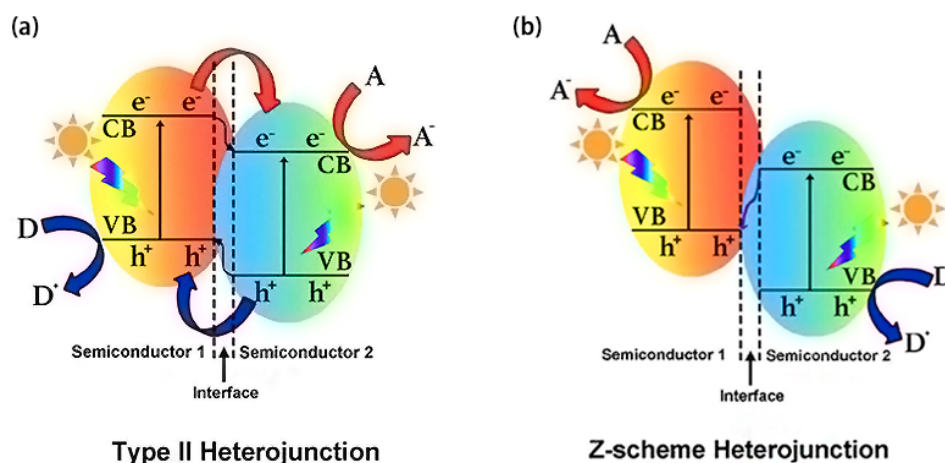 (a)
e⁻ e⁻
CB
VB
h⁺ h⁺
D
D⁺
e⁻ e⁻
CB
VB
h⁺ h⁺
A
A⁻
Semiconductor 1
Semiconductor 2
Interface
Type II Heterojunction
(b)
A
A⁻
e⁻ e⁻
CB
VB
h⁺ h⁺
e⁻ e⁻
CB
VB
h⁺ h⁺
D
D⁺
Semiconductor 1
Semiconductor 2
Interface
Z-scheme Heterojunction